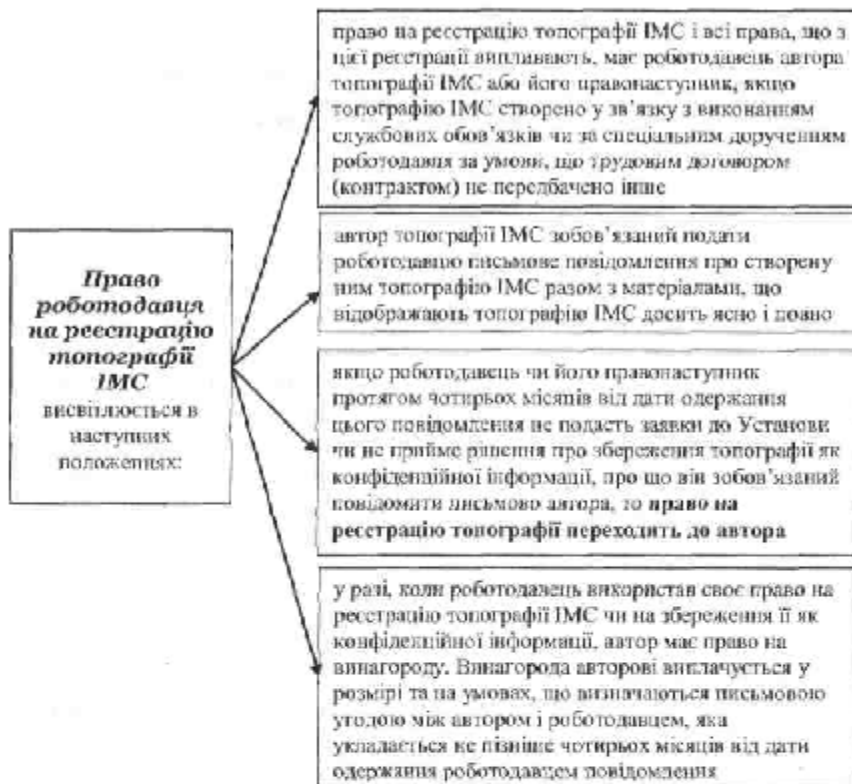 Право
роботодавця
на реєстрацію
топографії
ІМС
висвітлюється в
наступних
положеннях:
право на реєстрацію топографії ІМС і всі права, що з
цієї реєстрації випливають, має роботодавець автора
топографії ІМС або його правонаступник, якщо
топографію ІМС створено у зв’язку з виконанням
службових обов’язків чи за спеціальним дорученням
роботодавця за умови, що трудовим договором
(контрактом) не передбачено інше
автор топографії ІМС зобов’язаний подати
роботодавцю письмове повідомлення про створену
ним топографію ІМС разом з матеріалами, що
відображають топографію ІМС досить ясно і повно
якщо роботодавець чи його правонаступник
протягом чотирьох місяців від дати одержання
цього повідомлення не подасть заявки до Установи
чи не прийме рішення про збереження топографії як
конфіденційної інформації, про що він зобов’язаний
повідомити письмово автора, то право на
реєстрацію топографії переходить до автора
у разі, коли роботодавець використав своє право на
реєстрацію топографії ІМС чи на збереження її як
конфіденційної інформації, автор має право на
винагороду. Винагорода авторові виплачується у
розмірі та на умовах, що визначаються письмовою
угодою між автором і роботодавцем, яка
укладається не пізніше чотирьох місяців від дати
одержання роботодавцем повідомлення